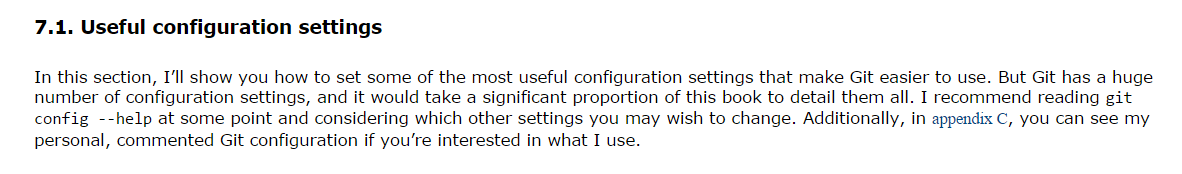 7.1. Useful configuration settings
In this section, I’ll show you how to set some of the most useful configuration settings that make Git easier to use. But Git has a huge
number of configuration settings, and it would take a significant proportion of this book to detail them all. I recommend reading git
config --help at some point and considering which other settings you may wish to change. Additionally, in appendix C, you can see my
personal, commented Git configuration if you’re interested in what I use.